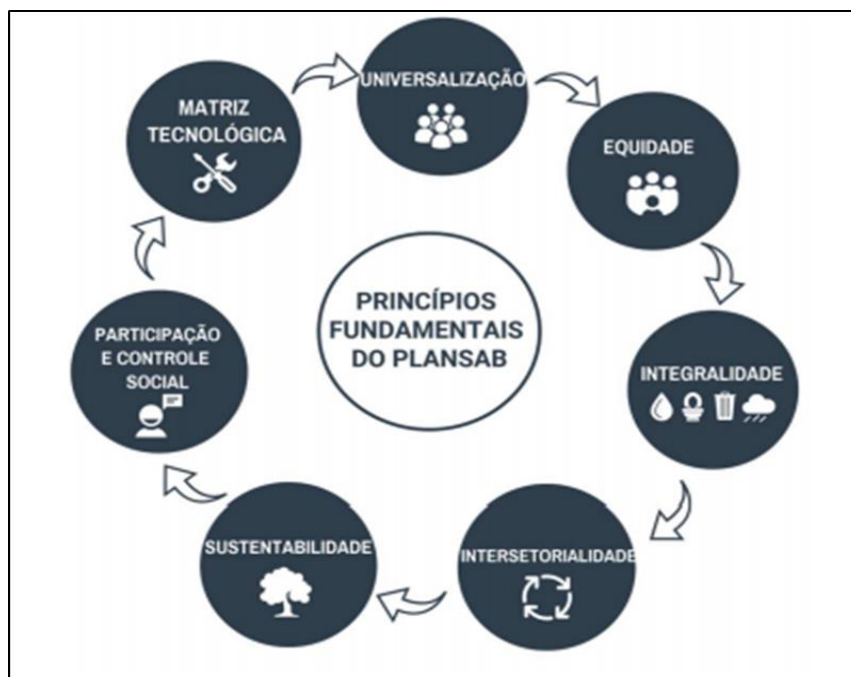 PRINCÍPIOS
FUNDAMENTAIS
DO PLANSAB
UNIVERSALIZAÇÃO
EQUIDADE
INTEGRALIDADE
INTERSETORIALIDADE
SUSTENTABILIDADE
PARTICIPAÇÃO
E CONTROLE
SOCIAL
MATRIZ
TECNOLÓGICA